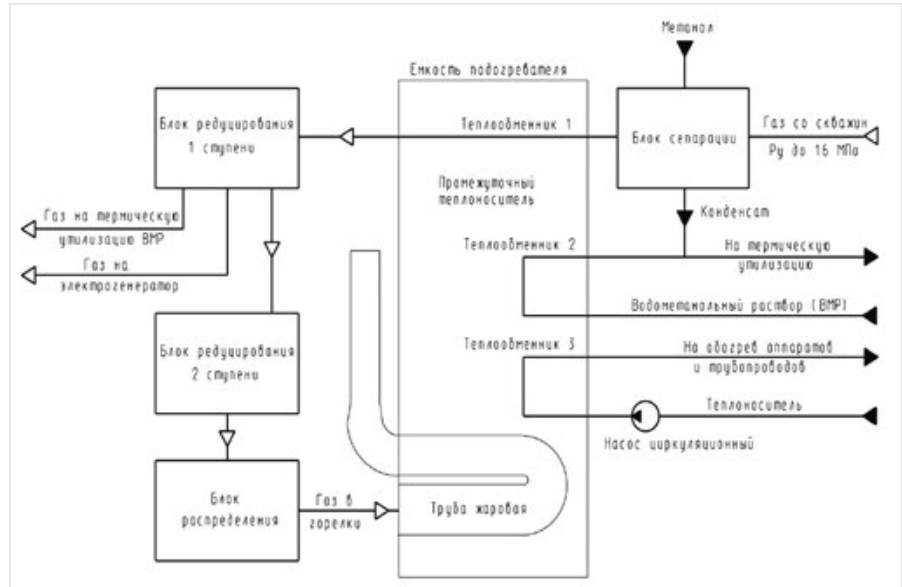 Метанол
Емкость подогревателя
Блок редуцирования
1 ступени
Теплообменник 1
Блок сепарации
Газ со скважин
Ру до 16 МПа
Промежуточный
теплоноситель
Конденсат
Газ на термическую
утилизацию ВМР
Газ на
электрогенератор
Теплообменник 2
На термическую
утилизацию
Водометанольный раствор (ВМР)
Блок редуцирования
2 ступени
Теплообменник 3
На обогрев аппаратов
и трубопроводов
Теплоноситель
Насос циркуляционный
Блок
распределения
Газ в
горелки
Труба жаровая